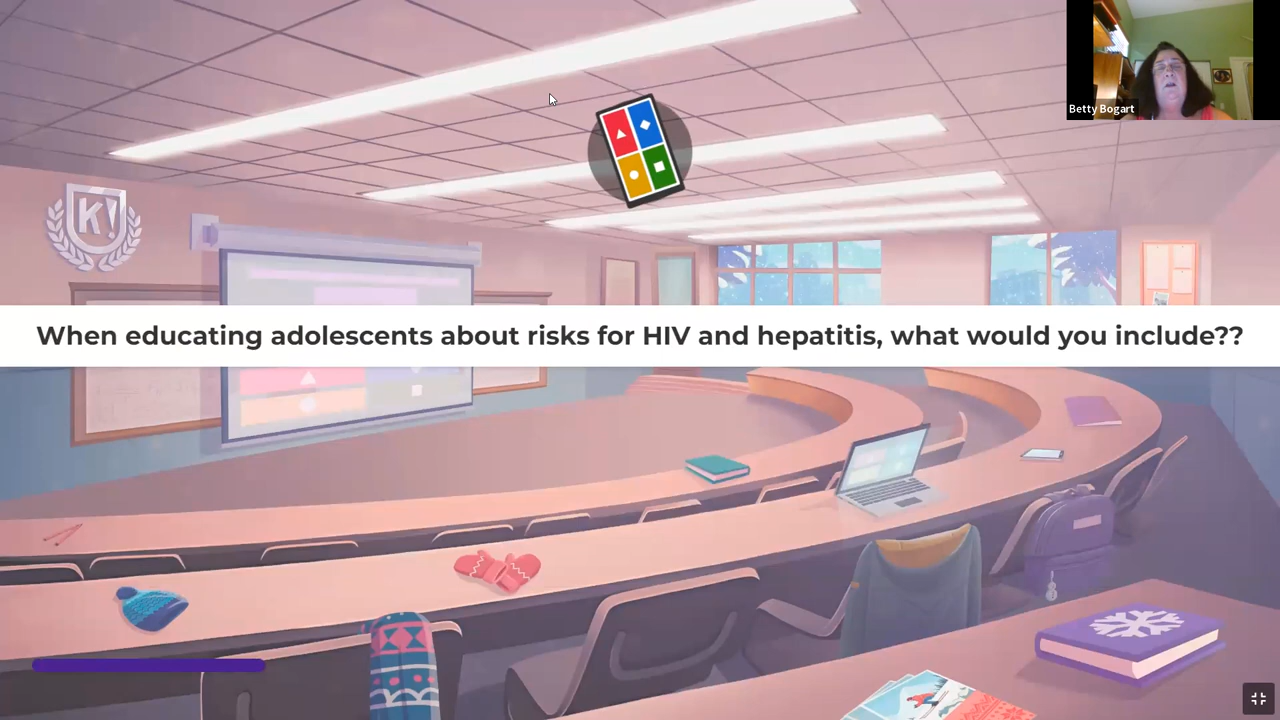 Betty Bogart
K!
When educating adolescents about risks for HIV and hepatitis, what would you include??